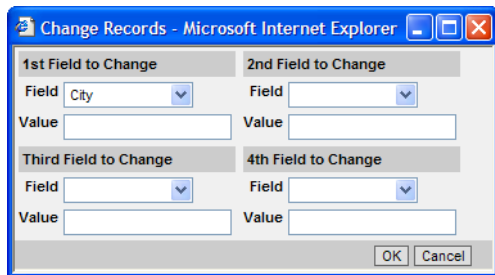 Change Records - Microsoft Internet Explorer
1st Field to Change 2nd Field to Change
Field City Field
Value Value
Third Field to Change 4th Field to Change
Field Field
Value Value
OK Cancel